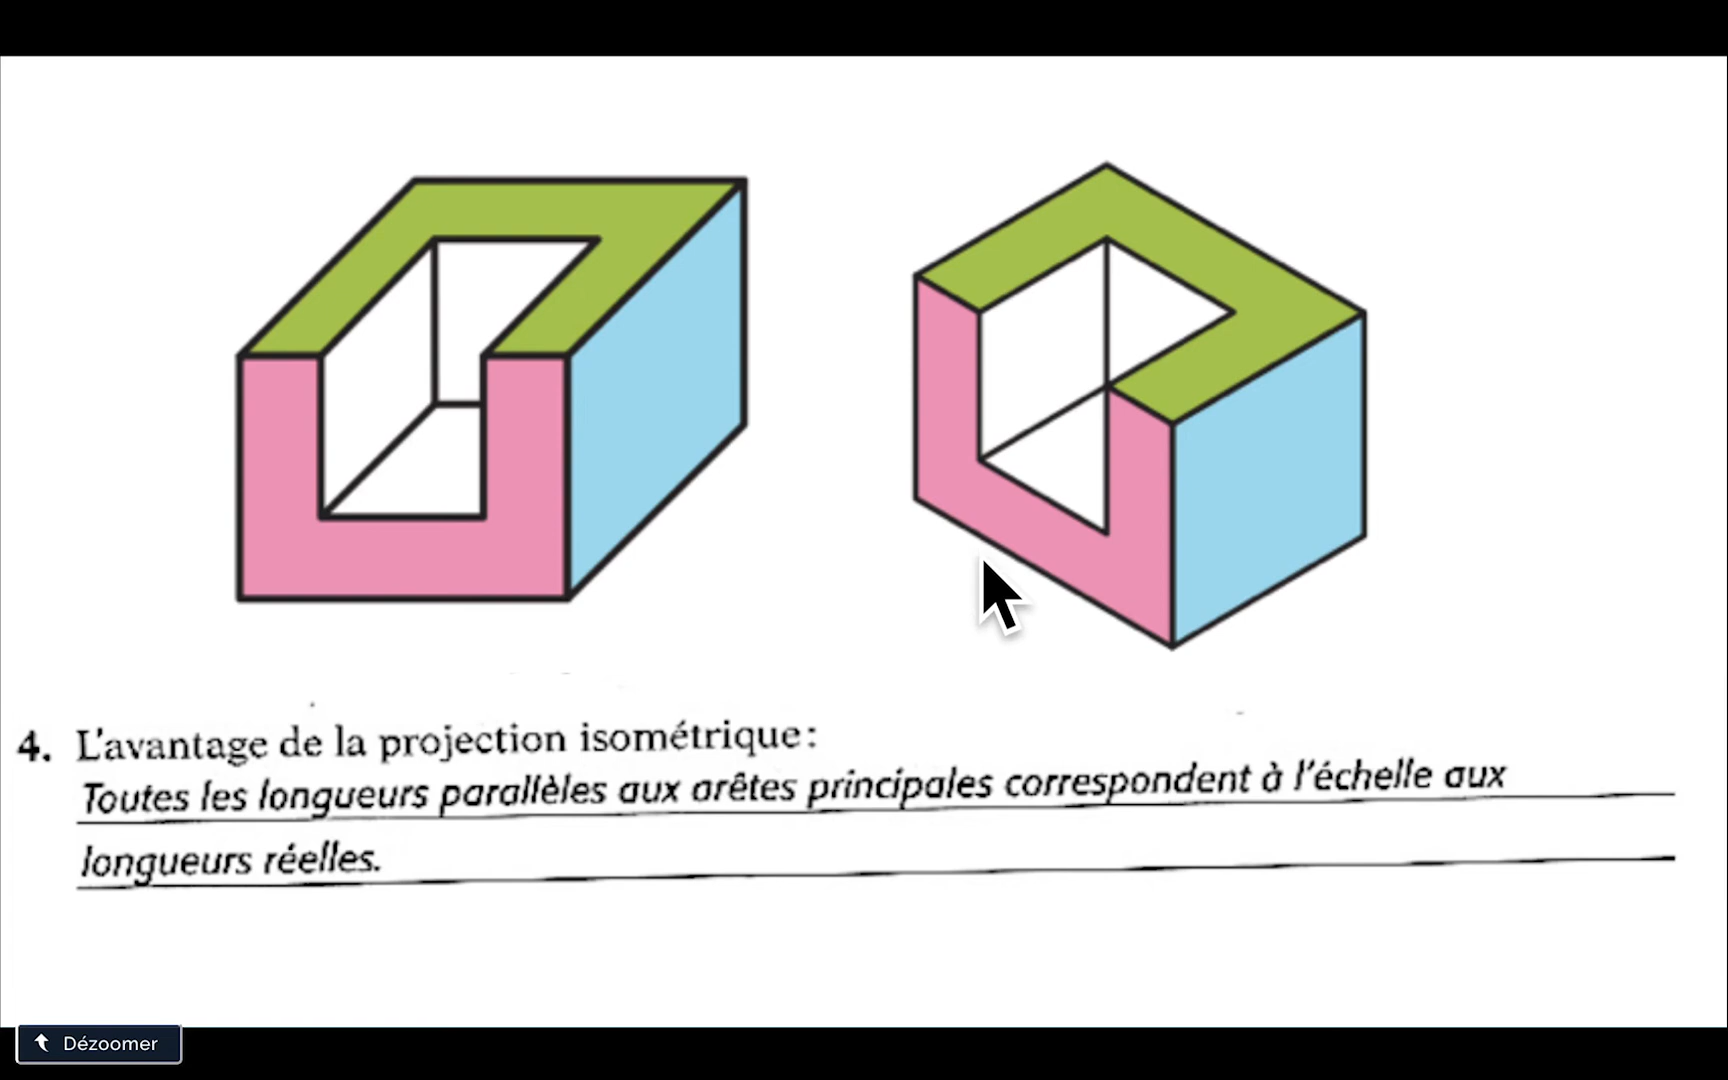 4. L'avantage de la projection isométrique:
Toutes les longueurs parallèles aux arêtes principales correspondent à l'échelle aux
longueurs réelles.
Dézoomer